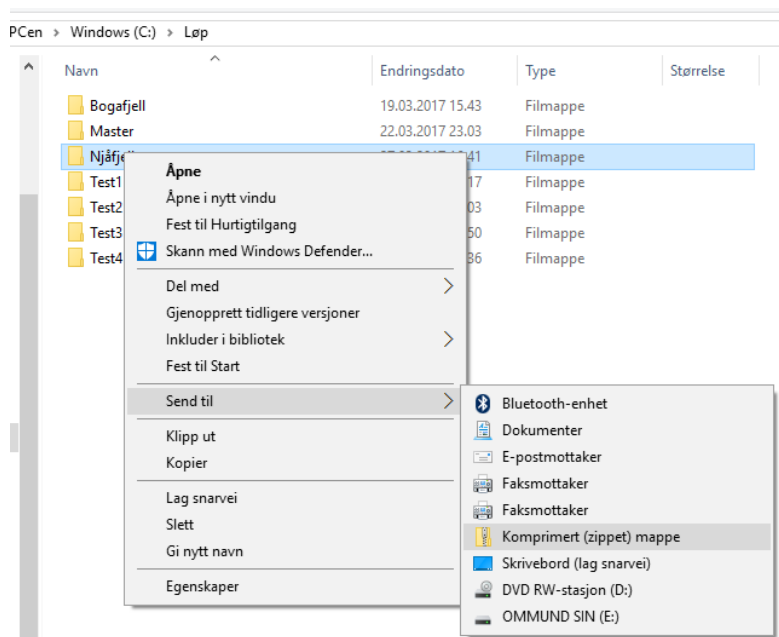 PCen > Windows (C:) > Løp
Navn Endringsdato Type Størrelse
Bogafjell 19.03.2017 15.43 Filmappe
Master 22.03.2017 23.03 Filmappe
41 Filmappe
Test1 17 Filmappe
Test2 03 Filmappe
Test3 50 Filmappe
Test4 36 Filmappe
Åpne
Åpne i nytt vindu
Fest til Hurtigtilgang
Skann med Windows Defender...
Del med
Gjenopprett tidligere versjoner
Inkluder i bibliotek
Fest til Start
Send til
Klipp ut
Kopier
Lag snarvei
Slett
Gi nytt navn
Egenskaper
Bluetooth-enhet
Dokumenter
E-postmottaker
Faksmottaker
Faksmottaker
Komprimert (zippet) mappe
Skrivebord (lag snarvei)
DVD RW-stasjon (D:)
OMMUND SIN (E:)